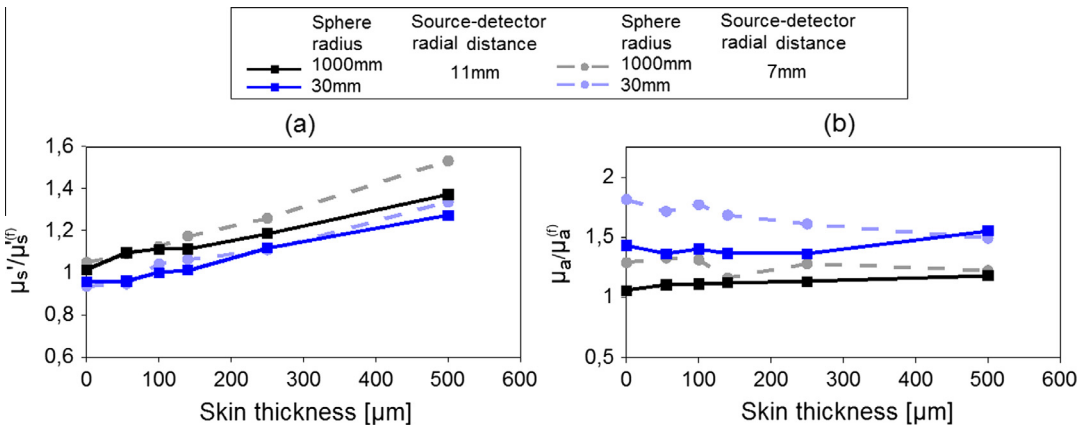 Sphere radius Source-detector radial distance Sphere radius Source-detector radial distance
1000mm 11mm 1000mm 7mm
30mm 30mm
(a)
1,6
1,4
1,2
1
0,8
0,6
μs'/μ's(f)
0 100 200 300 400 500 600
Skin thickness [μm]
(b)
2
1,5
1
0,5
μa/μa(f)
0 100 200 300 400 500 600
Skin thickness [μm]